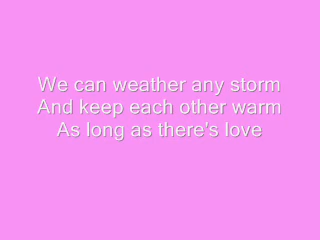 We can weather any storm
And keep each other warm
As long as there's love